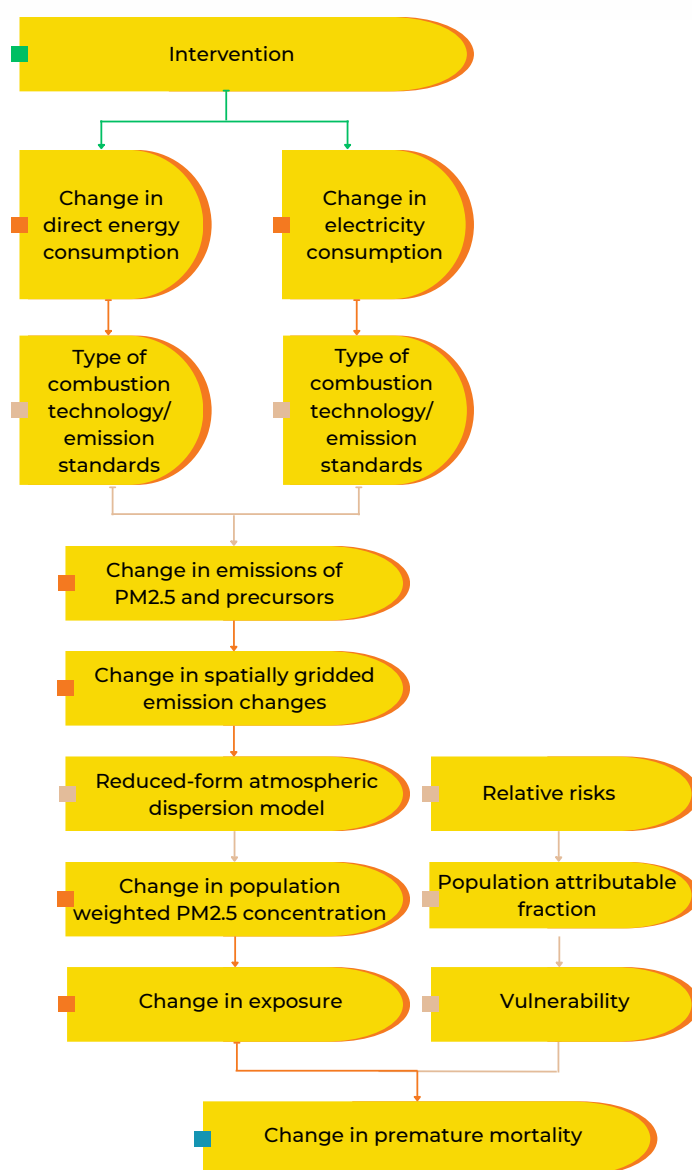 Intervention
Change in
direct energy
consumption
Change in
electricity
consumption
Type of
combustion
technology/
emission
standards
Type of
combustion
technology/
emission
standards
Change in emissions of
PM2.5 and precursors
Change in spatially gridded
emission changes
Reduced-form atmospheric
dispersion model
Relative risks
Change in population
weighted PM2.5 concentration
Population attributable
fraction
Change in exposure
Vulnerability
Change in premature mortality